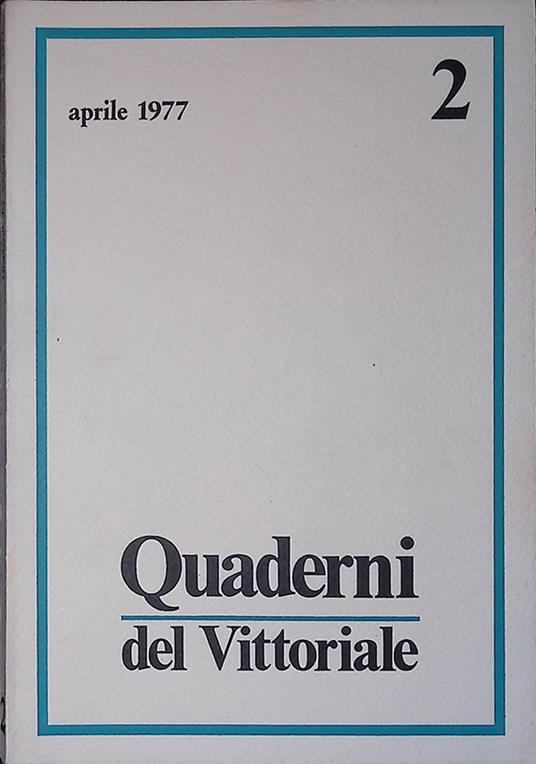 aprile 1977
2
Quaderni
del Vittoriale